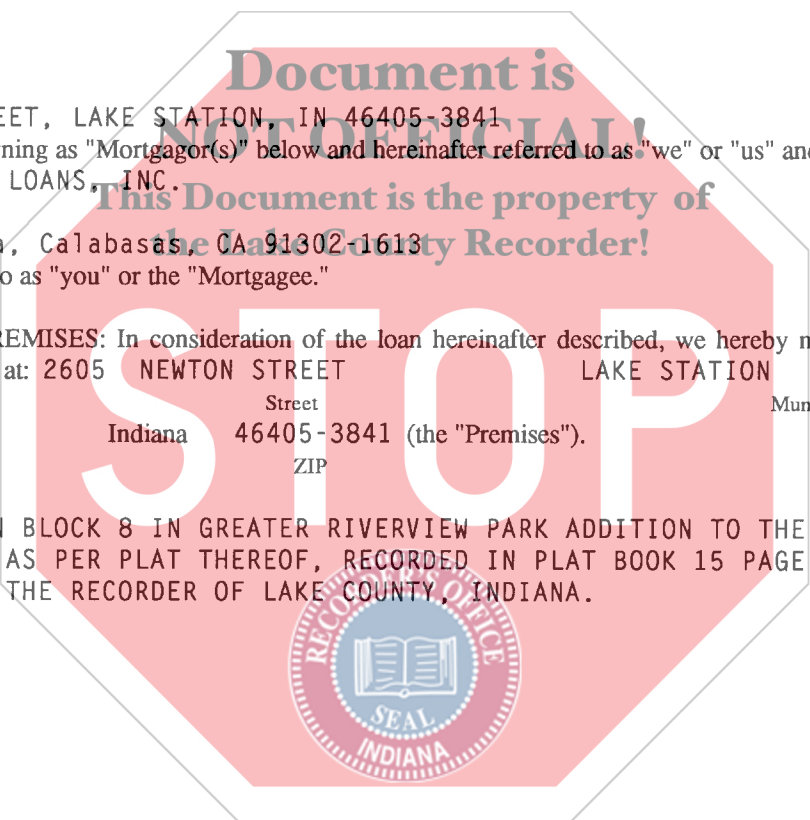 Document is
EET, LAKE STATION, IN 46405-3841
NOT OFFICIAL!
ning as "Mortgagor(s)" below and hereinafter referred to as "we" or "us" and
LOANS, INC.
This Document is the property of
, Calabasas, CA 91302-1613
the Lake County Recorder!
o as "you" or the "Mortgagee."
REMISES: In consideration of the loan hereinafter described, we hereby m
at: 2605 NEWTON STREET LAKE STATION
Street Mun
STOP
Indiana 46405-3841 (the "Premises").
ZIP
N BLOCK 8 IN GREATER RIVERVIEW PARK ADDITION TO THE
AS PER PLAT THEREOF, RECORDED IN PLAT BOOK 15 PAGE
THE RECORDER OF LAKE COUNTY, INDIANA.
RECORDER'S OFFICE
SEAL
INDIANA